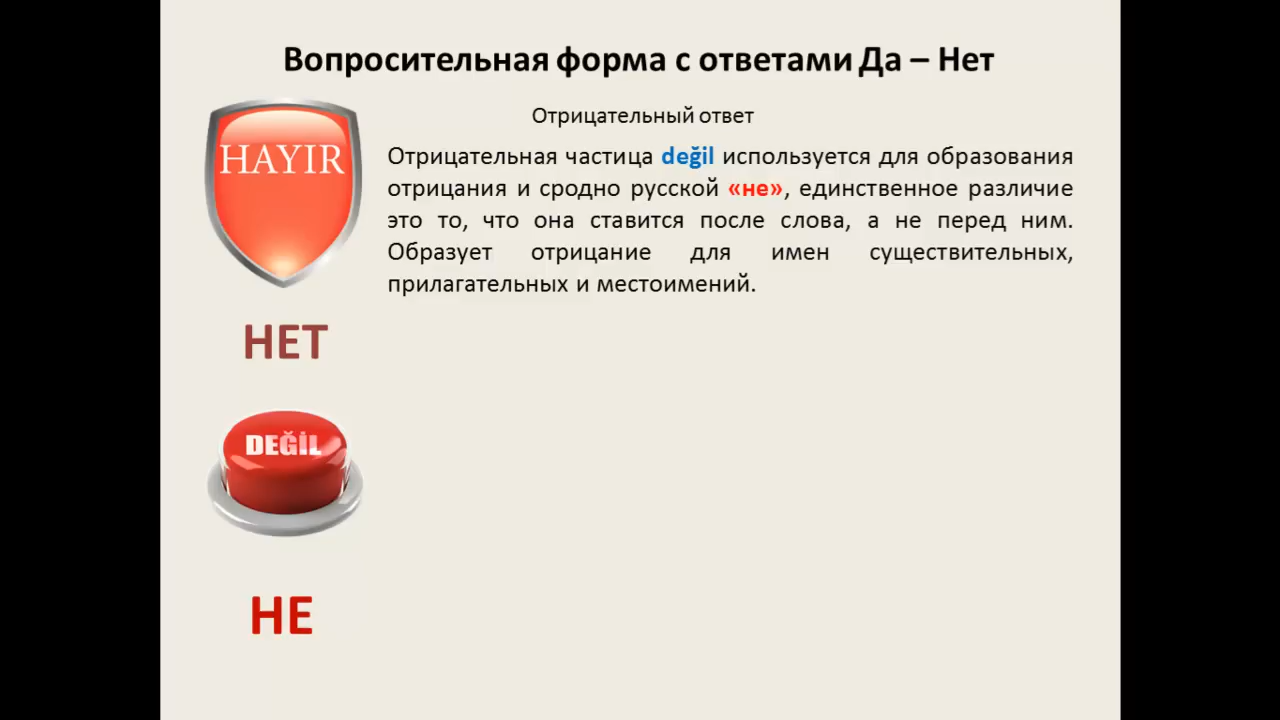 Вопросительная форма с ответами Да – Нет
HAYIR
Отрицательный ответ
Отрицательная частица değil используется для образования
отрицания и сродно русской «не», единственное различие
это то, что она ставится после слова, а не перед ним.
Образует отрицание для имен существительных,
прилагательных и местоимений.
НЕТ
DEĞİL
НЕ